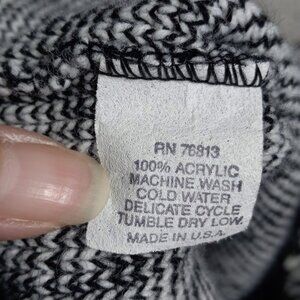 RN 76813
100% ACRYLIC
MACHINE WASH
COLD WATER
DELICATE CYCLE
TUMBLE DRY LOW.
MADE IN U.S.A.